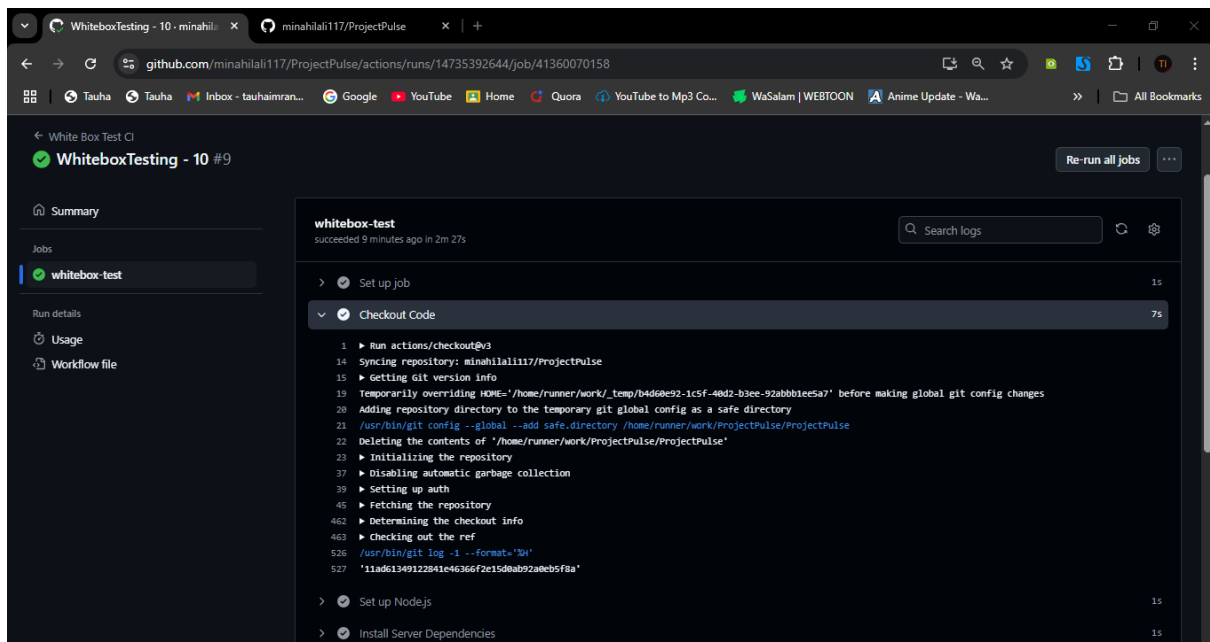 WhiteboxTesting - 10 · minahila
minahilali117/ProjectPulse
github.com/minahilali117/ProjectPulse/actions/runs/14735392644/job/41360070158
TI
Tauha
Tauha
Inbox - tauhaimran...
Google
YouTube
Home
Quora
YouTube to Mp3 Co...
WaSalam | WEBTOON
Anime Update - Wa...
All Bookmarks
White Box Test CI
WhiteboxTesting - 10 #9
Re-run all jobs
Summary
Jobs
whitebox-test
Run details
Usage
Workflow file
whitebox-test
succeeded 9 minutes ago in 2m 27s
Search logs
Set up job 1s
Checkout Code 7s
1 ▶ Run actions/checkout@v3
14 Syncing repository: minahilali117/ProjectPulse
15 ▶ Getting Git version info
19 Temporarily overriding HOME='/home/runner/work/_temp/b4d60e92-1c5f-40d2-b3ee-92abbb1ee5a7' before making global git config changes
20 Adding repository directory to the temporary git global config as a safe directory
21 /usr/bin/git config --global --add safe.directory /home/runner/work/ProjectPulse/ProjectPulse
22 Deleting the contents of '/home/runner/work/ProjectPulse/ProjectPulse'
23 ▶ Initializing the repository
37 ▶ Disabling automatic garbage collection
39 ▶ Setting up auth
45 ▶ Fetching the repository
462 ▶ Determining the checkout info
463 ▶ Checking out the ref
526 /usr/bin/git log -1 --format='%H'
527 '11ad61349122841e46366f2e15d0ab92a0eb5f8a'
Set up Node.js 1s
Install Server Dependencies 1s